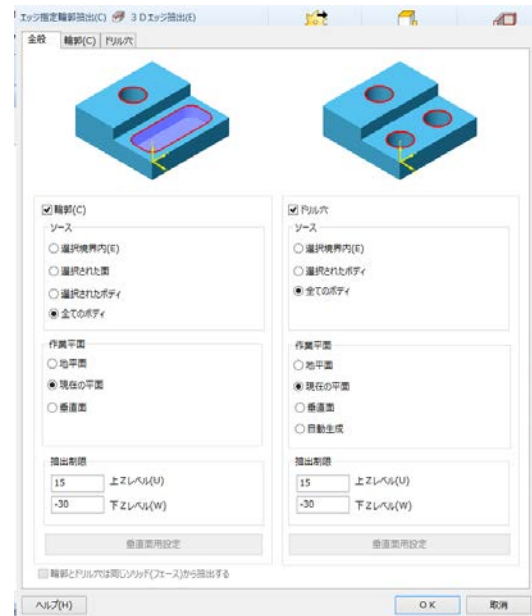 エッジ指定輪郭抽出(C) 3Dエッジ抽出(E)
全般 輪郭(C) ドリル穴
輪郭(C)
ソース
選択境界内(E)
選択された面
選択されたボディ
全てのボディ
作業平面
地平面
現在の平面
垂直面
抽出制限
15 上Zレベル(U)
-30 下Zレベル(W)
垂直面用設定
ドリル穴
ソース
選択境界内(E)
選択されたボディ
全てのボディ
作業平面
地平面
現在の平面
垂直面
自動生成
抽出制限
15 上Zレベル(U)
-30 下Zレベル(W)
垂直面用設定
輪郭とドリル穴は同じソリッド(フェース)から抽出する
ヘルプ(H) OK 取消